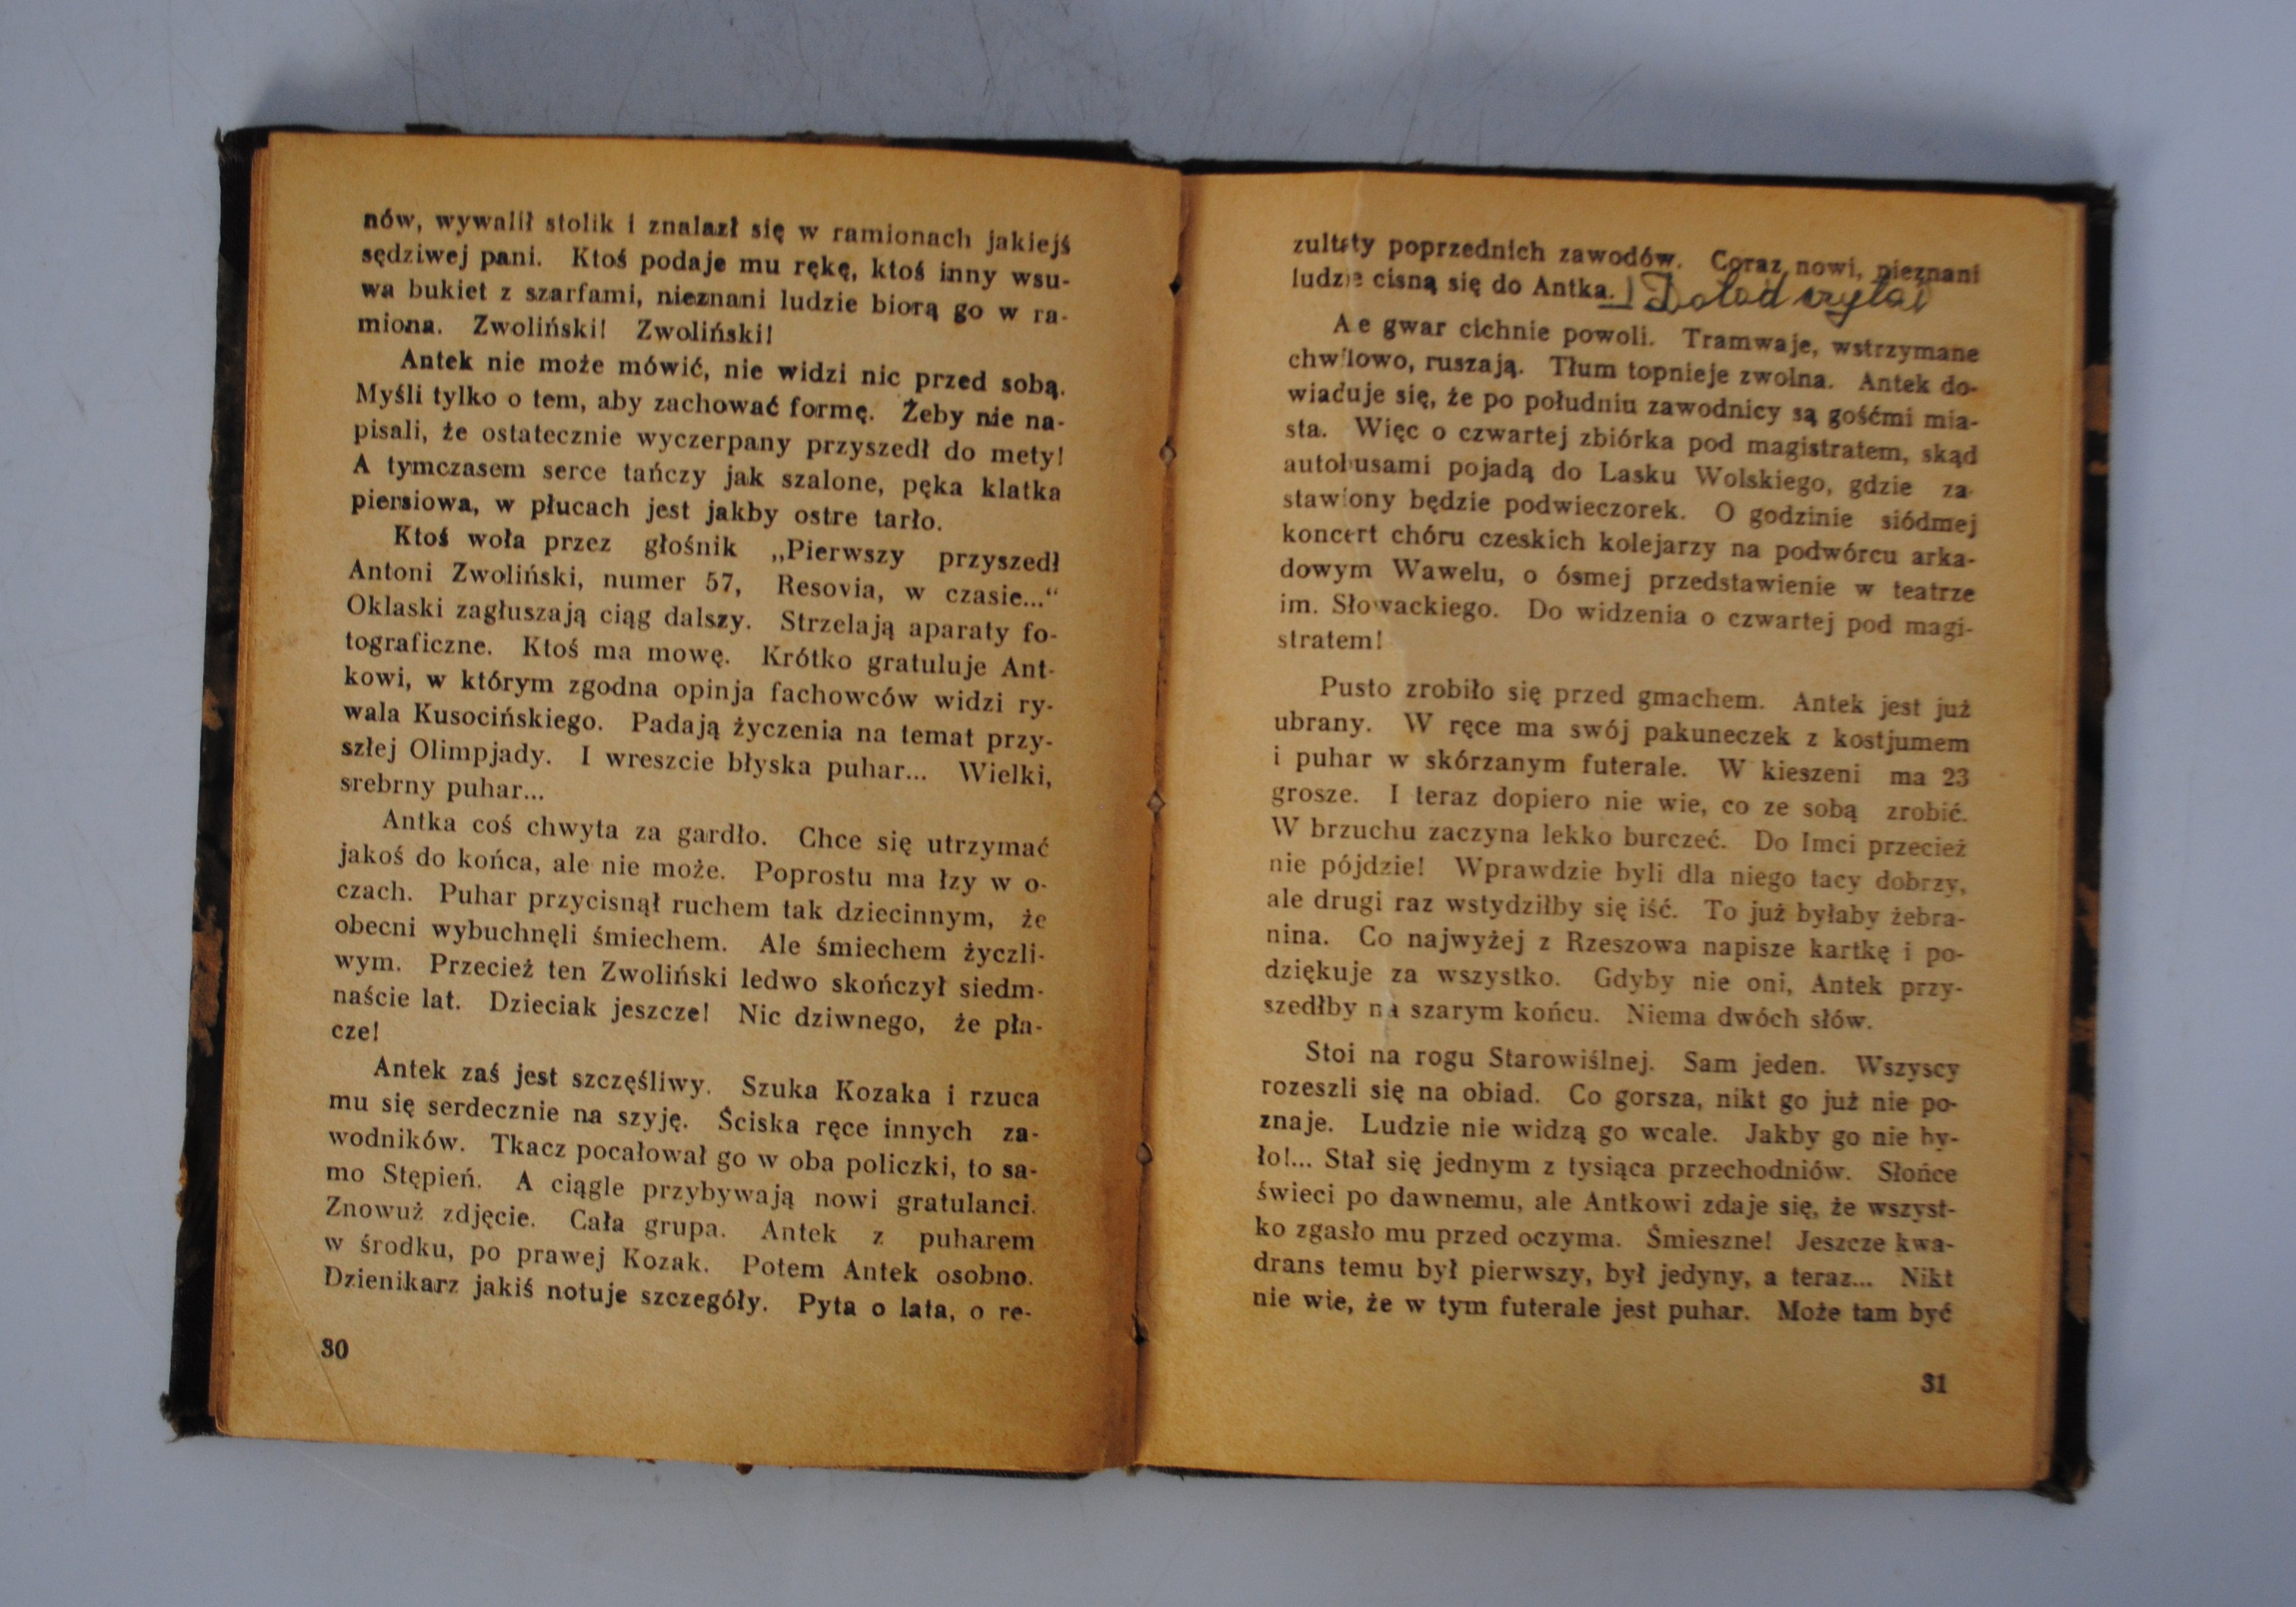 nów, wywalił stolik i znalazł się w ramionach jakiejś
sędziwej pani. Ktoś podaje mu rękę, ktoś inny wsu-
wa bukiet z szarfami, nieznani ludzie biorą go w ra-
miona. Zwoliński! Zwoliński!
Antek nie może mówić, nie widzi nic przed sobą.
Myśli tylko o tem, aby zachować formę. Żeby nie na-
pisali, że ostatecznie wyczerpany przyszedł do mety!
A tymczasem serce tańczy jak szalone, pęka klatka
piersiowa, w płucach jest jakby ostre tarło.
Ktoś woła przez głośnik „Pierwszy przyszedł
Antoni Zwoliński, numer 57, Resovia, w czasie...“
Oklaski zagłuszają ciąg dalszy. Strzelają aparaty fo-
tograficzne. Ktoś ma mowę. Krótko gratuluje Ant-
kowi, w którym zgodna opinja fachowców widzi ry-
wala Kusocińskiego. Padają życzenia na temat przy-
szłej Olimpjady. I wreszcie błyska puhar... Wielki,
srebrny puhar...
Antka coś chwyta za gardło. Chce się utrzymać
jakoś do końca, ale nie może. Poprostu ma łzy w o-
czach. Puhar przycisnął ruchem tak dziecinnym, że
obecni wybuchnęli śmiechem. Ale śmiechem życzli-
wym. Przecież ten Zwoliński ledwo skończył siedm-
naście lat. Dzieciak jeszcze! Nic dziwnego, że pła-
cze!
Antek zaś jest szczęśliwy. Szuka Kozaka i rzuca
mu się serdecznie na szyję. Ściska ręce innych za-
wodników. Tkacz pocałował go w oba policzki, to sa-
mo Stępień. A ciągle przybywają nowi gratulanci.
Znowuż zdjęcie. Cała grupa. Antek z puharem
w środku, po prawej Kozak. Potem Antek osobno.
Dzienikarz jakiś notuje szczegóły. Pyta o lata, o re-
30
zultaty poprzednich zawodów. Coraz nowi, nieznani
ludzie cisną się do Antka. Dotąd czytać
A e gwar cichnie powoli. Tramwaje, wstrzymane
chwilowo, ruszają. Tłum topnieje zwolna. Antek do-
wiaduje się, że po południu zawodnicy są gośćmi mia-
sta. Więc o czwartej zbiórka pod magistratem, skąd
autobusami pojadą do Lasku Wolskiego, gdzie za-
stawiony będzie podwieczorek. O godzinie siódmej
koncert chóru czeskich kolejarzy na podwórcu arka-
dowym Wawelu, o ósmej przedstawienie w teatrze
im. Słowackiego. Do widzenia o czwartej pod magi-
stratem!
Pusto zrobiło się przed gmachem. Antek jest już
ubrany. W ręce ma swój pakuneczek z kostjumem
i puhar w skórzanym futerale. W kieszeni ma 23
grosze. I teraz dopiero nie wie, co ze sobą zrobić.
W brzuchu zaczyna lekko burczeć. Do Imci przecież
nie pójdzie! Wprawdzie byli dla niego tacy dobrzy,
ale drugi raz wstydziłby się iść. To już byłaby żebra-
nina. Co najwyżej z Rzeszowa napisze kartkę i po-
dziękuje za wszystko. Gdyby nie oni, Antek przy-
szedłby na szarym końcu. Niema dwóch słów.
Stoi na rogu Starowiślnej. Sam jeden. Wszyscy
rozeszli się na obiad. Co gorsza, nikt go już nie po-
znaje. Ludzie nie widzą go wcale. Jakby go nie by-
ło!... Stał się jednym z tysiąca przechodniów. Słońce
świeci po dawnemu, ale Antkowi zdaje się, że wszyst-
ko zgasło mu przed oczyma. Śmieszne! Jeszcze kwa-
drans temu był pierwszy, był jedyny, a teraz... Nikt
nie wie, że w tym futerale jest puhar. Może tam być
31